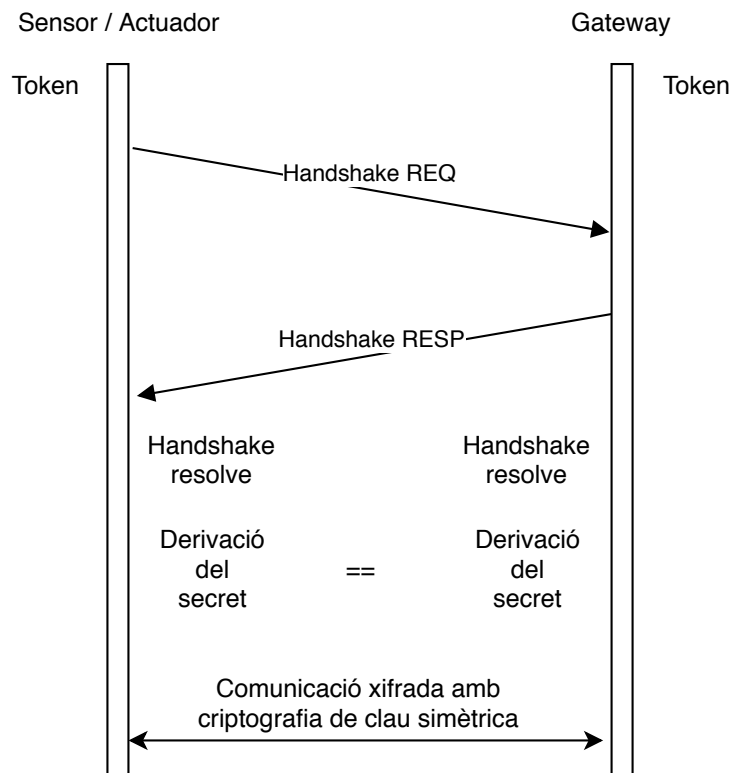 Sensor / Actuador
Gateway
Token
Token
Handshake REQ
Handshake RESP
Handshake
resolve
Handshake
resolve
Derivació
del
secret
==
Derivació
del
secret
Comunicació xifrada amb
criptografia de clau simètrica